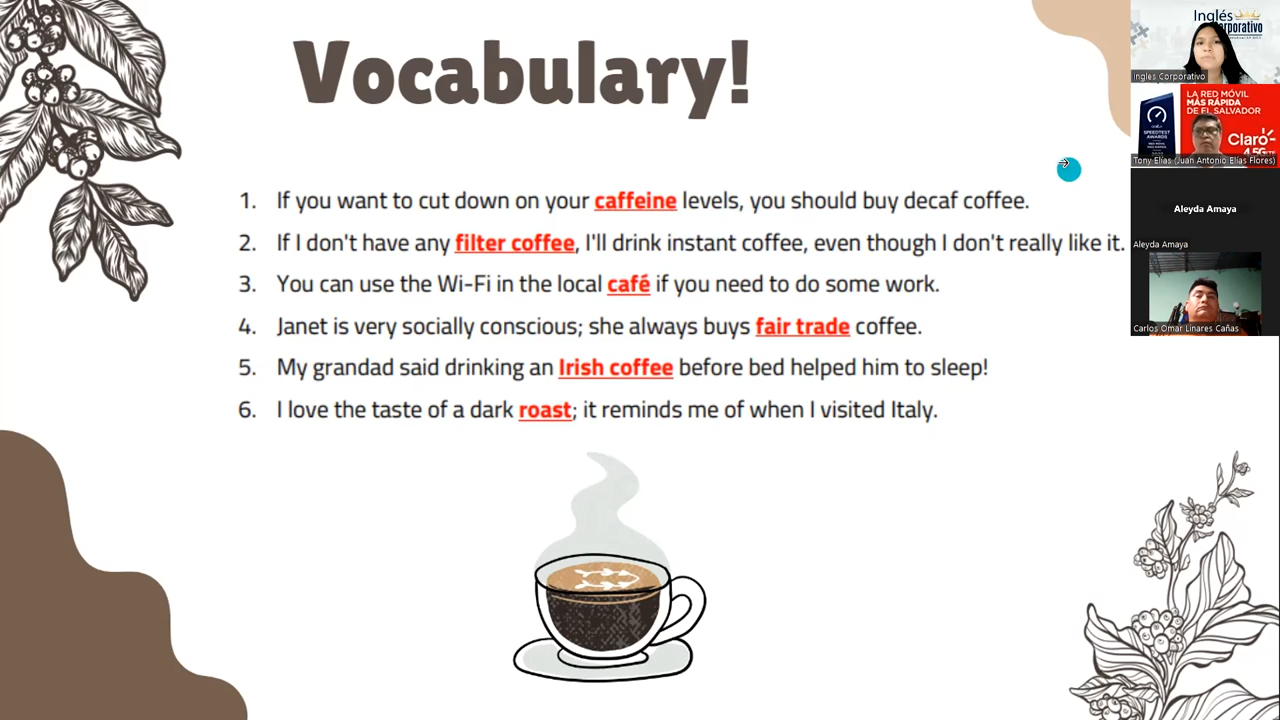 Vocabulary!
1. If you want to cut down on your caffeine levels, you should buy decaf coffee.
2. If I don't have any filter coffee, I'll drink instant coffee, even though I don't really like it.
3. You can use the Wi-Fi in the local café if you need to do some work.
4. Janet is very socially conscious; she always buys fair trade coffee.
5. My grandad said drinking an Irish coffee before bed helped him to sleep!
6. I love the taste of a dark roast; it reminds me of when I visited Italy.
Inglés
Ingles Corporativo
LA RED MÓVIL
MÁS RÁPIDA
DE EL SALVADOR
SPEEDTEST
AWARDS
Claro
4.5G
Tony Elías (Juan Antonio Elías Flores)
Aleyda Amaya
Aleyda Amaya
Carlos Omar Linares Cañas